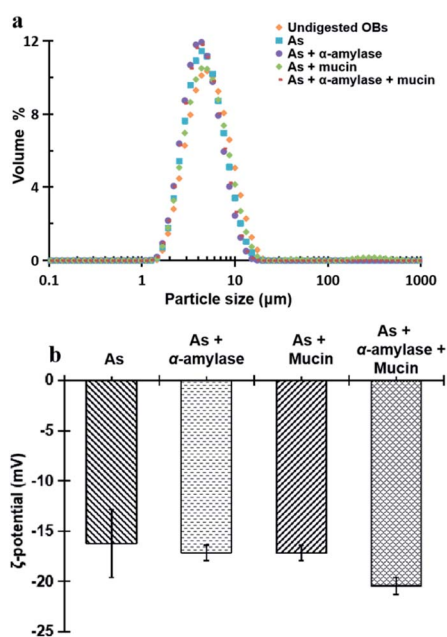 a
Undigested OBs
As
As + α-amylase
As + mucin
As + α-amylase + mucin
12
8
4
0
Volume %
0.1 1 10 100 1000
Particle size (µm)
b
As
As +
α-amylase
As +
Mucin
As +
α-amylase +
Mucin
0
-5
-10
-15
-20
-25
ζ-potential (mV)